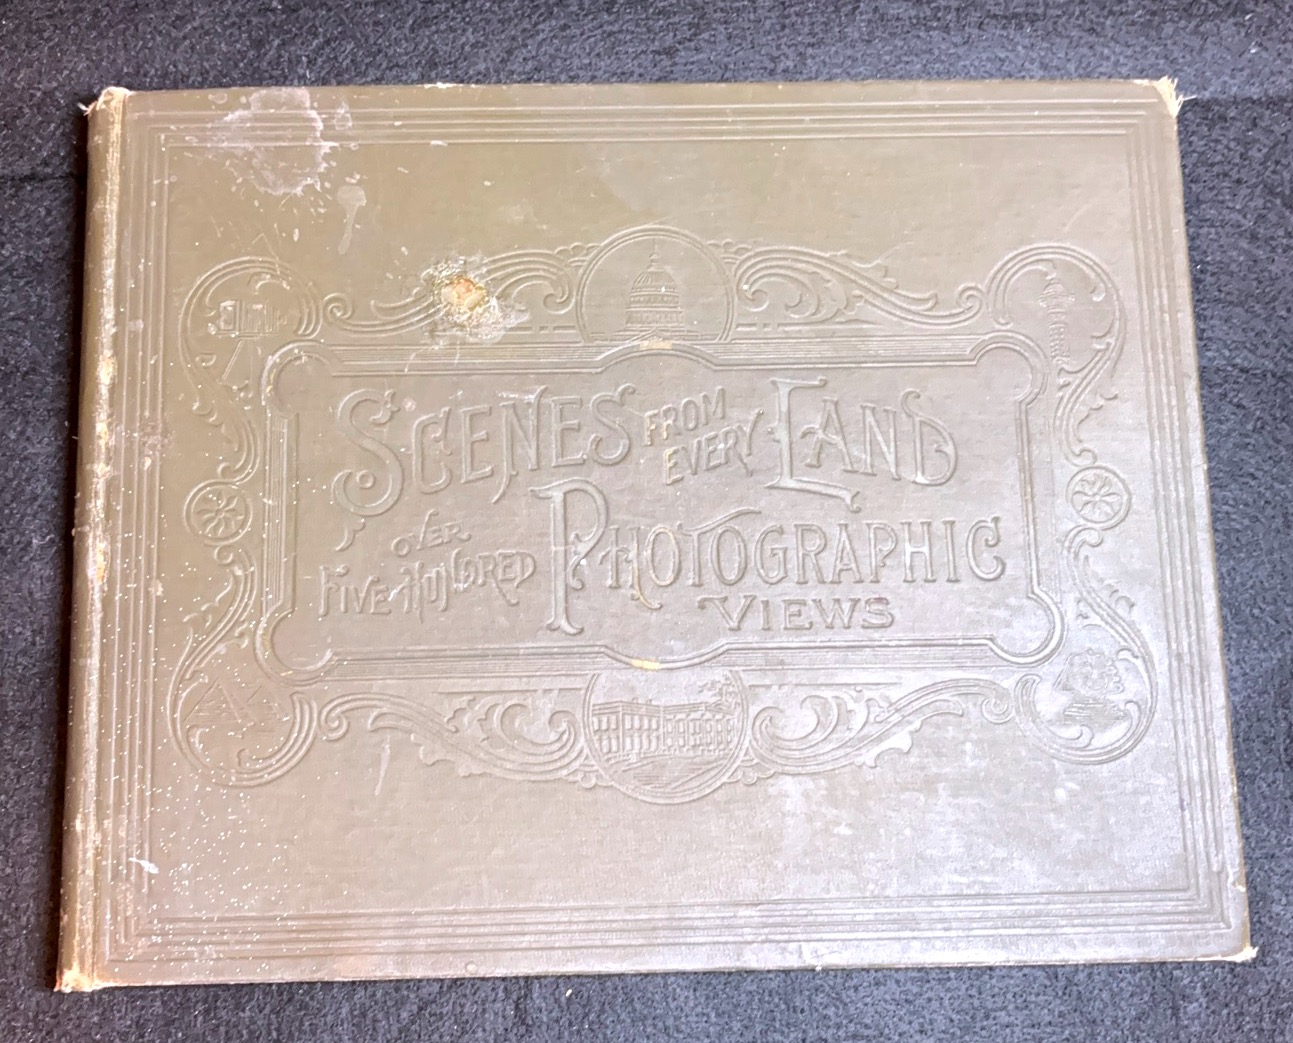 SCENES FROM EVERY LAND
OVER FIVE HUNDRED PHOTOGRAPHIC
VIEWS